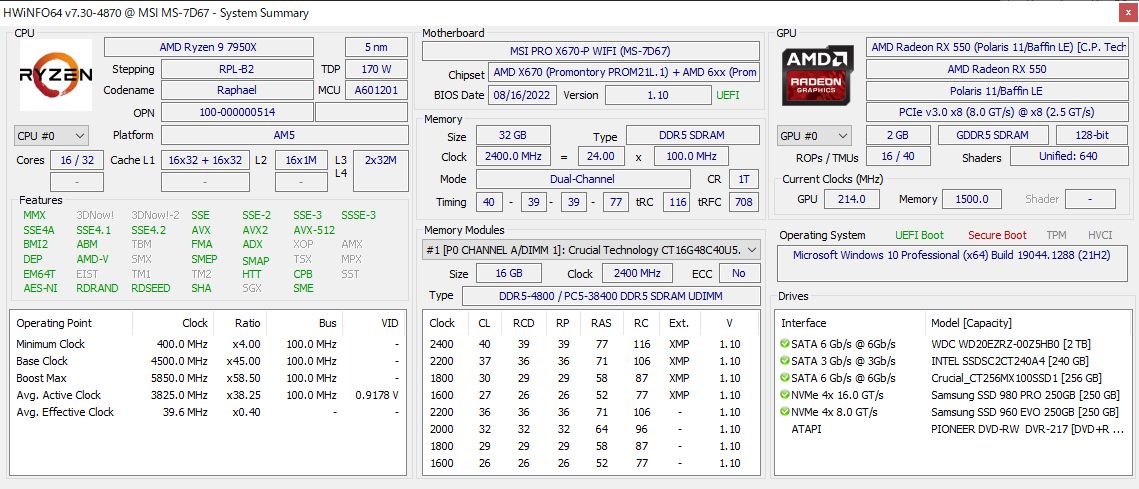 HWiNFO64 v7.30-4870 @ MSI MS-7D67 - System Summary
CPU
RYZEN
AMD Ryzen 9 7950X 5 nm
Stepping RPL-B2 TDP 170 W
Codename Raphael MCU A601201
OPN 100-000000514
CPU #0 Platform AM5
Cores 16 / 32 Cache L1 16x32 + 16x32 L2 16x1M L3 2x32M
- - L4
Features
MMX 3DNow! 3DNow!-2 SSE SSE-2 SSE-3 SSSE-3
SSE4A SSE4.1 SSE4.2 AVX AVX2 AVX-512
BMI2 ABM TBM FMA ADX XOP AMX
DEP AMD-V SMX SMEP SMAP TSX MPX
EM64T EIST TM1 TM2 HTT CPB SST
AES-NI RDRAND RDSEED SHA SGX SME
Operating Point Clock Ratio Bus VID
Minimum Clock 400.0 MHz x4.00 100.0 MHz -
Base Clock 4500.0 MHz x45.00 100.0 MHz -
Boost Max 5850.0 MHz x58.50 100.0 MHz -
Avg. Active Clock 3825.0 MHz x38.25 100.0 MHz 0.9178 V
Avg. Effective Clock 39.6 MHz x0.40 - -
Motherboard
MSI PRO X670-P WIFI (MS-7D67)
Chipset AMD X670 (Promontory PROM21L.1) + AMD 6xx (Prom
BIOS Date 08/16/2022 Version 1.10 UEFI
Memory
Size 32 GB Type DDR5 SDRAM
Clock 2400.0 MHz = 24.00 x 100.0 MHz
Mode Dual-Channel CR 1T
Timing 40 - 39 - 39 - 77 tRC 116 tRFC 708
Memory Modules
#1 [P0 CHANNEL A/DIMM 1]: Crucial Technology CT16G48C40U5.
Size 16 GB Clock 2400 MHz ECC No
Type DDR5-4800 / PC5-38400 DDR5 SDRAM UDIMM
Clock CL RCD RP RAS RC Ext. V
2400 40 39 39 77 116 XMP 1.10
2200 37 36 36 71 106 XMP 1.10
1800 30 29 29 58 87 XMP 1.10
1600 27 26 26 52 77 XMP 1.10
2200 36 36 36 71 106 - 1.10
2000 32 32 32 64 96 - 1.10
1800 29 29 29 58 87 - 1.10
1600 26 26 26 52 77 - 1.10
GPU
AMD
RADEON
GRAPHICS
AMD Radeon RX 550 (Polaris 11/Baffin LE) [C.P. Tech
AMD Radeon RX 550
Polaris 11/Baffin LE
PCIe v3.0 x8 (8.0 GT/s) @ x8 (2.5 GT/s)
GPU #0 2 GB GDDR5 SDRAM 128-bit
ROPs / TMUs 16 / 40 Shaders Unified: 640
Current Clocks (MHz)
GPU 214.0 Memory 1500.0 Shader -
Operating System UEFI Boot Secure Boot TPM HVCI
Microsoft Windows 10 Professional (x64) Build 19044.1288 (21H2)
Drives
Interface Model [Capacity]
SATA 6 Gb/s @ 6Gb/s WDC WD20EZRZ-00Z5HB0 [2 TB]
SATA 3 Gb/s @ 3Gb/s INTEL SSDSC2CT240A4 [240 GB]
SATA 6 Gb/s @ 6Gb/s Crucial_CT256MX100SSD1 [256 GB]
NVMe 4x 16.0 GT/s Samsung SSD 980 PRO 250GB [250 GB]
NVMe 4x 8.0 GT/s Samsung SSD 960 EVO 250GB [250 GB]
ATAPI PIONEER DVD-RW DVR-217 [DVD+R ...